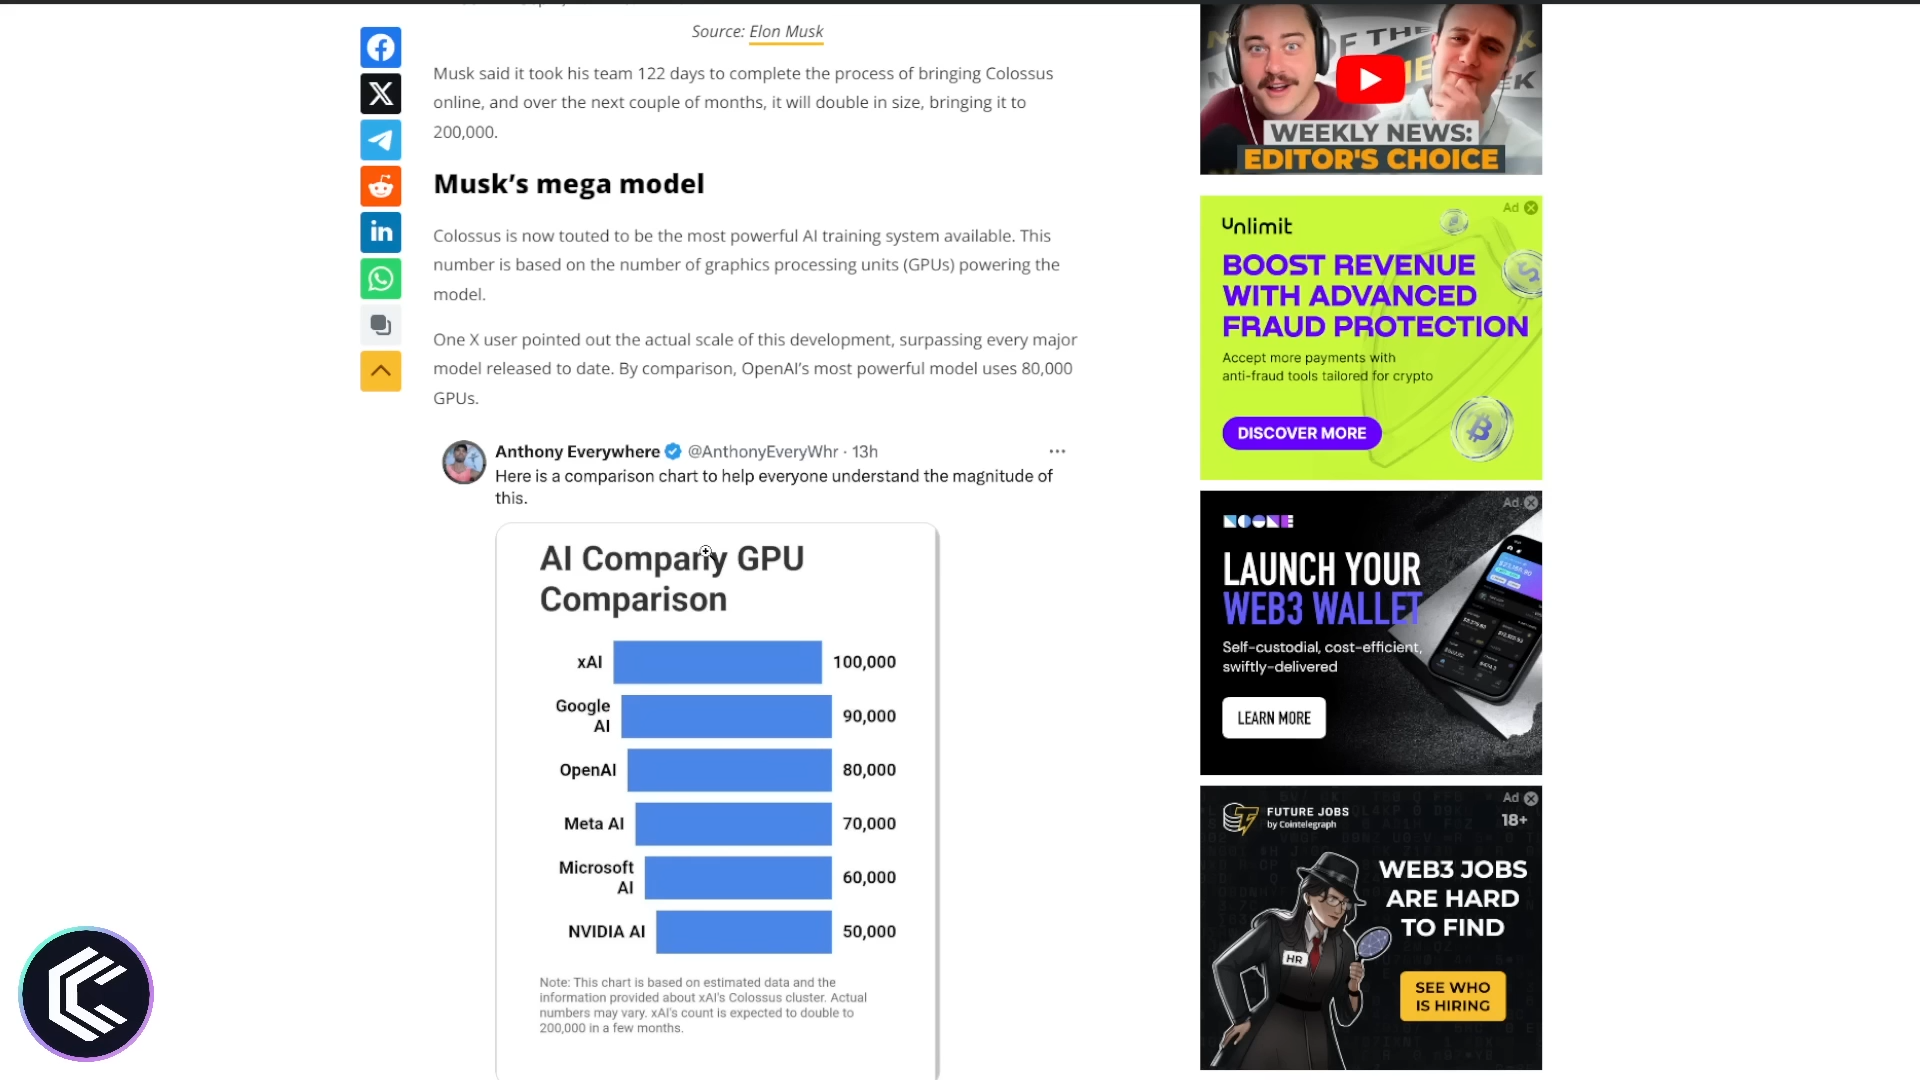 Source: Elon Musk
Musk said it took his team 122 days to complete the process of bringing Colossus
online, and over the next couple of months, it will double in size, bringing it to
200,000.
Musk's mega model
Colossus is now touted to be the most powerful AI training system available. This
number is based on the number of graphics processing units (GPUs) powering the
model.
One X user pointed out the actual scale of this development, surpassing every major
model released to date. By comparison, OpenAI's most powerful model uses 80,000
GPUs.
Anthony Everywhere @AnthonyEveryWhr · 13h
Here is a comparison chart to help everyone understand the magnitude of
this.
AI Company GPU
Comparison
xAI 100,000
Google
AI 90,000
OpenAI 80,000
Meta AI 70,000
Microsoft
AI 60,000
NVIDIA AI 50,000
Note: This chart is based on estimated data and the
information provided about xAI's Colossus cluster. Actual
numbers may vary. xAI's count is expected to double to
200,000 in a few months.
WEEKLY NEWS:
EDITOR'S CHOICE
Ad
Unlimit
BOOST REVENUE
WITH ADVANCED
FRAUD PROTECTION
Accept more payments with
anti-fraud tools tailored for crypto
DISCOVER MORE
Ad
NOONE
LAUNCH YOUR
WEB3 WALLET
Self-custodial, cost-efficient,
swiftly-delivered
LEARN MORE
Ad
FUTURE JOBS
by Cointelegraph
18+
WEB3 JOBS
ARE HARD
TO FIND
HR
SEE WHO
IS HIRING